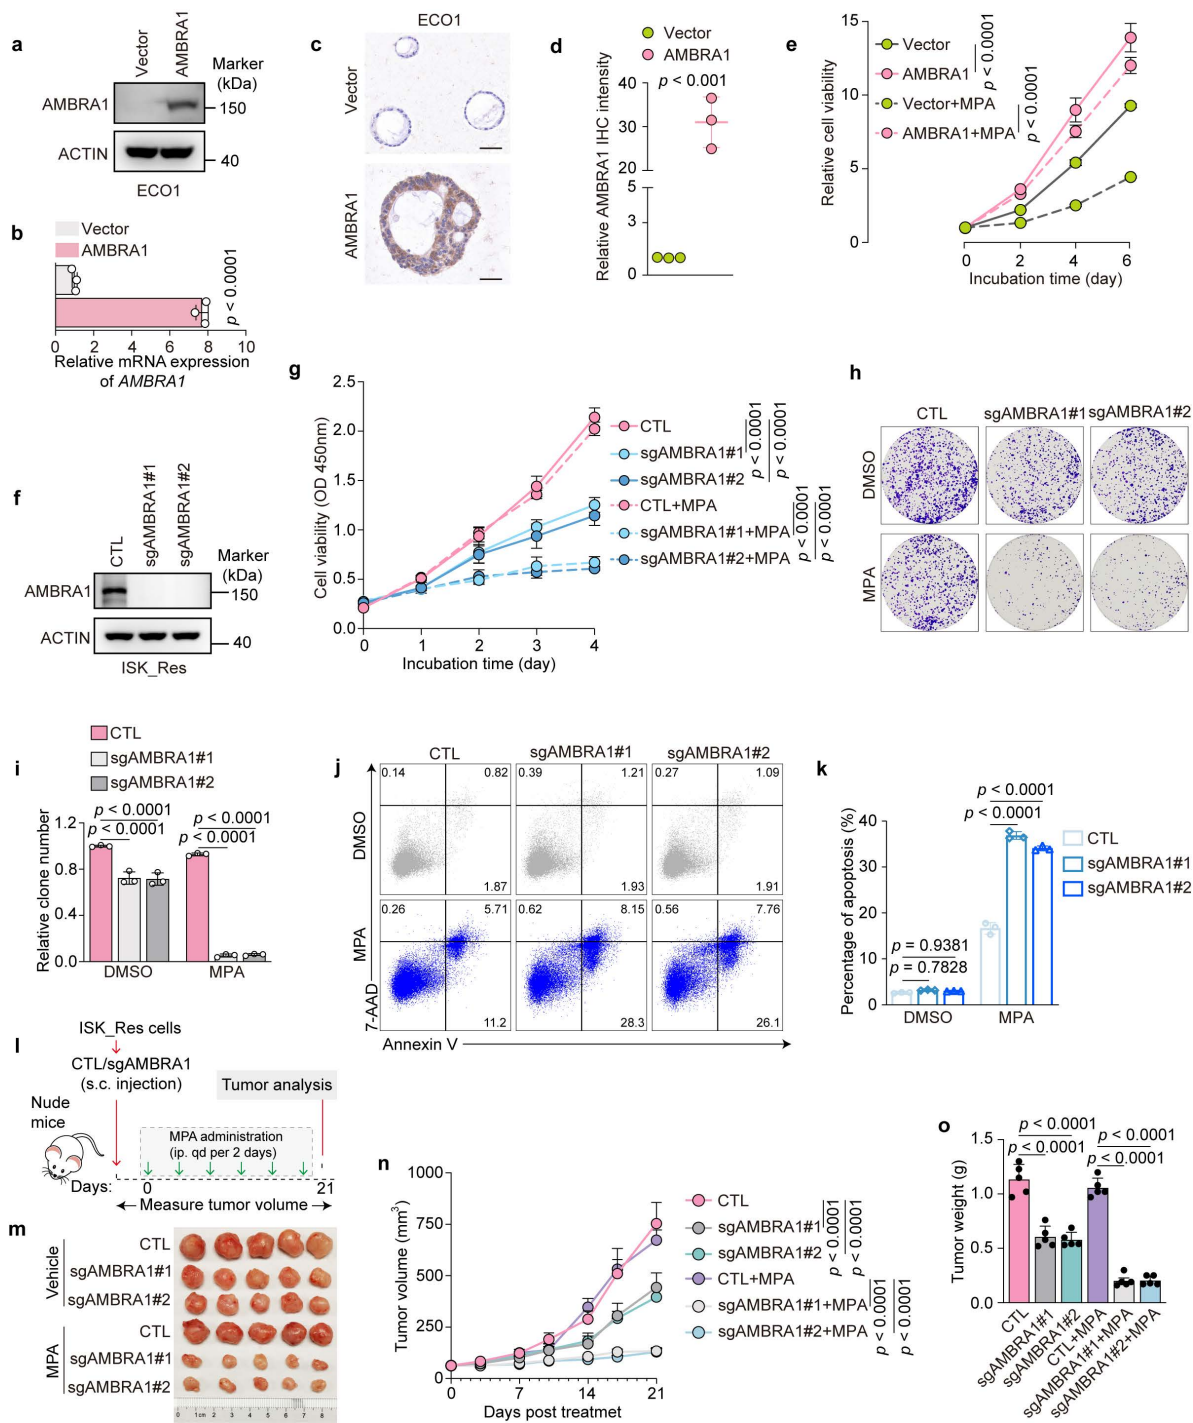 a
Vector
AMBRA1
Marker
(kDa)
AMBRA1
150
ACTIN
40
ECO1
b
Vector
AMBRA1
p < 0.0001
0 2 4 6 8 10
Relative mRNA expression
of AMBRA1
c
ECO1
Vector
AMBRA1
d
Vector
AMBRA1
p < 0.001
Relative AMBRA1 IHC intensity
40
30
20
5
3
0
e
Relative cell viability
15
10
5
0
Vector
AMBRA1
Vector+MPA
AMBRA1+MPA
p < 0.0001
p < 0.0001
0 2 4 6
Incubation time (day)
f
CTL
sgAMBRA1#1
sgAMBRA1#2
Marker
(kDa)
AMBRA1
150
ACTIN
40
ISK_Res
g
Cell viability (OD 450nm)
2.5
2.0
1.5
1.0
0.5
0.0
0 1 2 3 4
Incubation time (day)
CTL
sgAMBRA1#1
sgAMBRA1#2
CTL+MPA
sgAMBRA1#1+MPA
sgAMBRA1#2+MPA
p < 0.0001
p < 0.0001
p < 0.0001
p < 0.0001
h
CTL sgAMBRA1#1 sgAMBRA1#2
DMSO
MPA
i
CTL
sgAMBRA1#1
sgAMBRA1#2
Relative clone number
1.2
0.8
0.4
0.0
p < 0.0001
p < 0.0001
p < 0.0001
p < 0.0001
DMSO MPA
j
CTL sgAMBRA1#1 sgAMBRA1#2
DMSO
0.14 0.82 0.39 1.21 0.27 1.09
1.87 1.93 1.91
MPA
0.26 5.71 0.62 8.15 0.56 7.76
11.2 28.3 26.1
7-AAD
Annexin V
k
Percentage of apoptosis (%)
40
30
20
10
0
p < 0.0001
p < 0.0001
p = 0.9381
p = 0.7828
DMSO MPA
CTL
sgAMBRA1#1
sgAMBRA1#2
l
ISK_Res cells
CTL/sgAMBRA1
(s.c. injection)
Tumor analysis
Nude
mice
MPA administration
(ip. qd per 2 days)
Days: 0 21
Measure tumor volume
m
Vehicle
CTL
sgAMBRA1#1
sgAMBRA1#2
MPA
CTL
sgAMBRA1#1
sgAMBRA1#2
0 1cm 2 3 4 5 6 7 8
n
Tumor volume (mm3)
1000
750
500
250
0
0 7 14 21
Days post treatmet
CTL
sgAMBRA1#1
sgAMBRA1#2
CTL+MPA
sgAMBRA1#1+MPA
sgAMBRA1#2+MPA
p < 0.0001
p < 0.0001
p < 0.0001
p < 0.0001
o
Tumor weight (g)
1.5
1.0
0.5
0.0
p < 0.0001
p < 0.0001
p < 0.0001
p < 0.0001
CTL
sgAMBRA1#1
sgAMBRA1#2
CTL+MPA
sgAMBRA1#1+MPA
sgAMBRA1#2+MPA